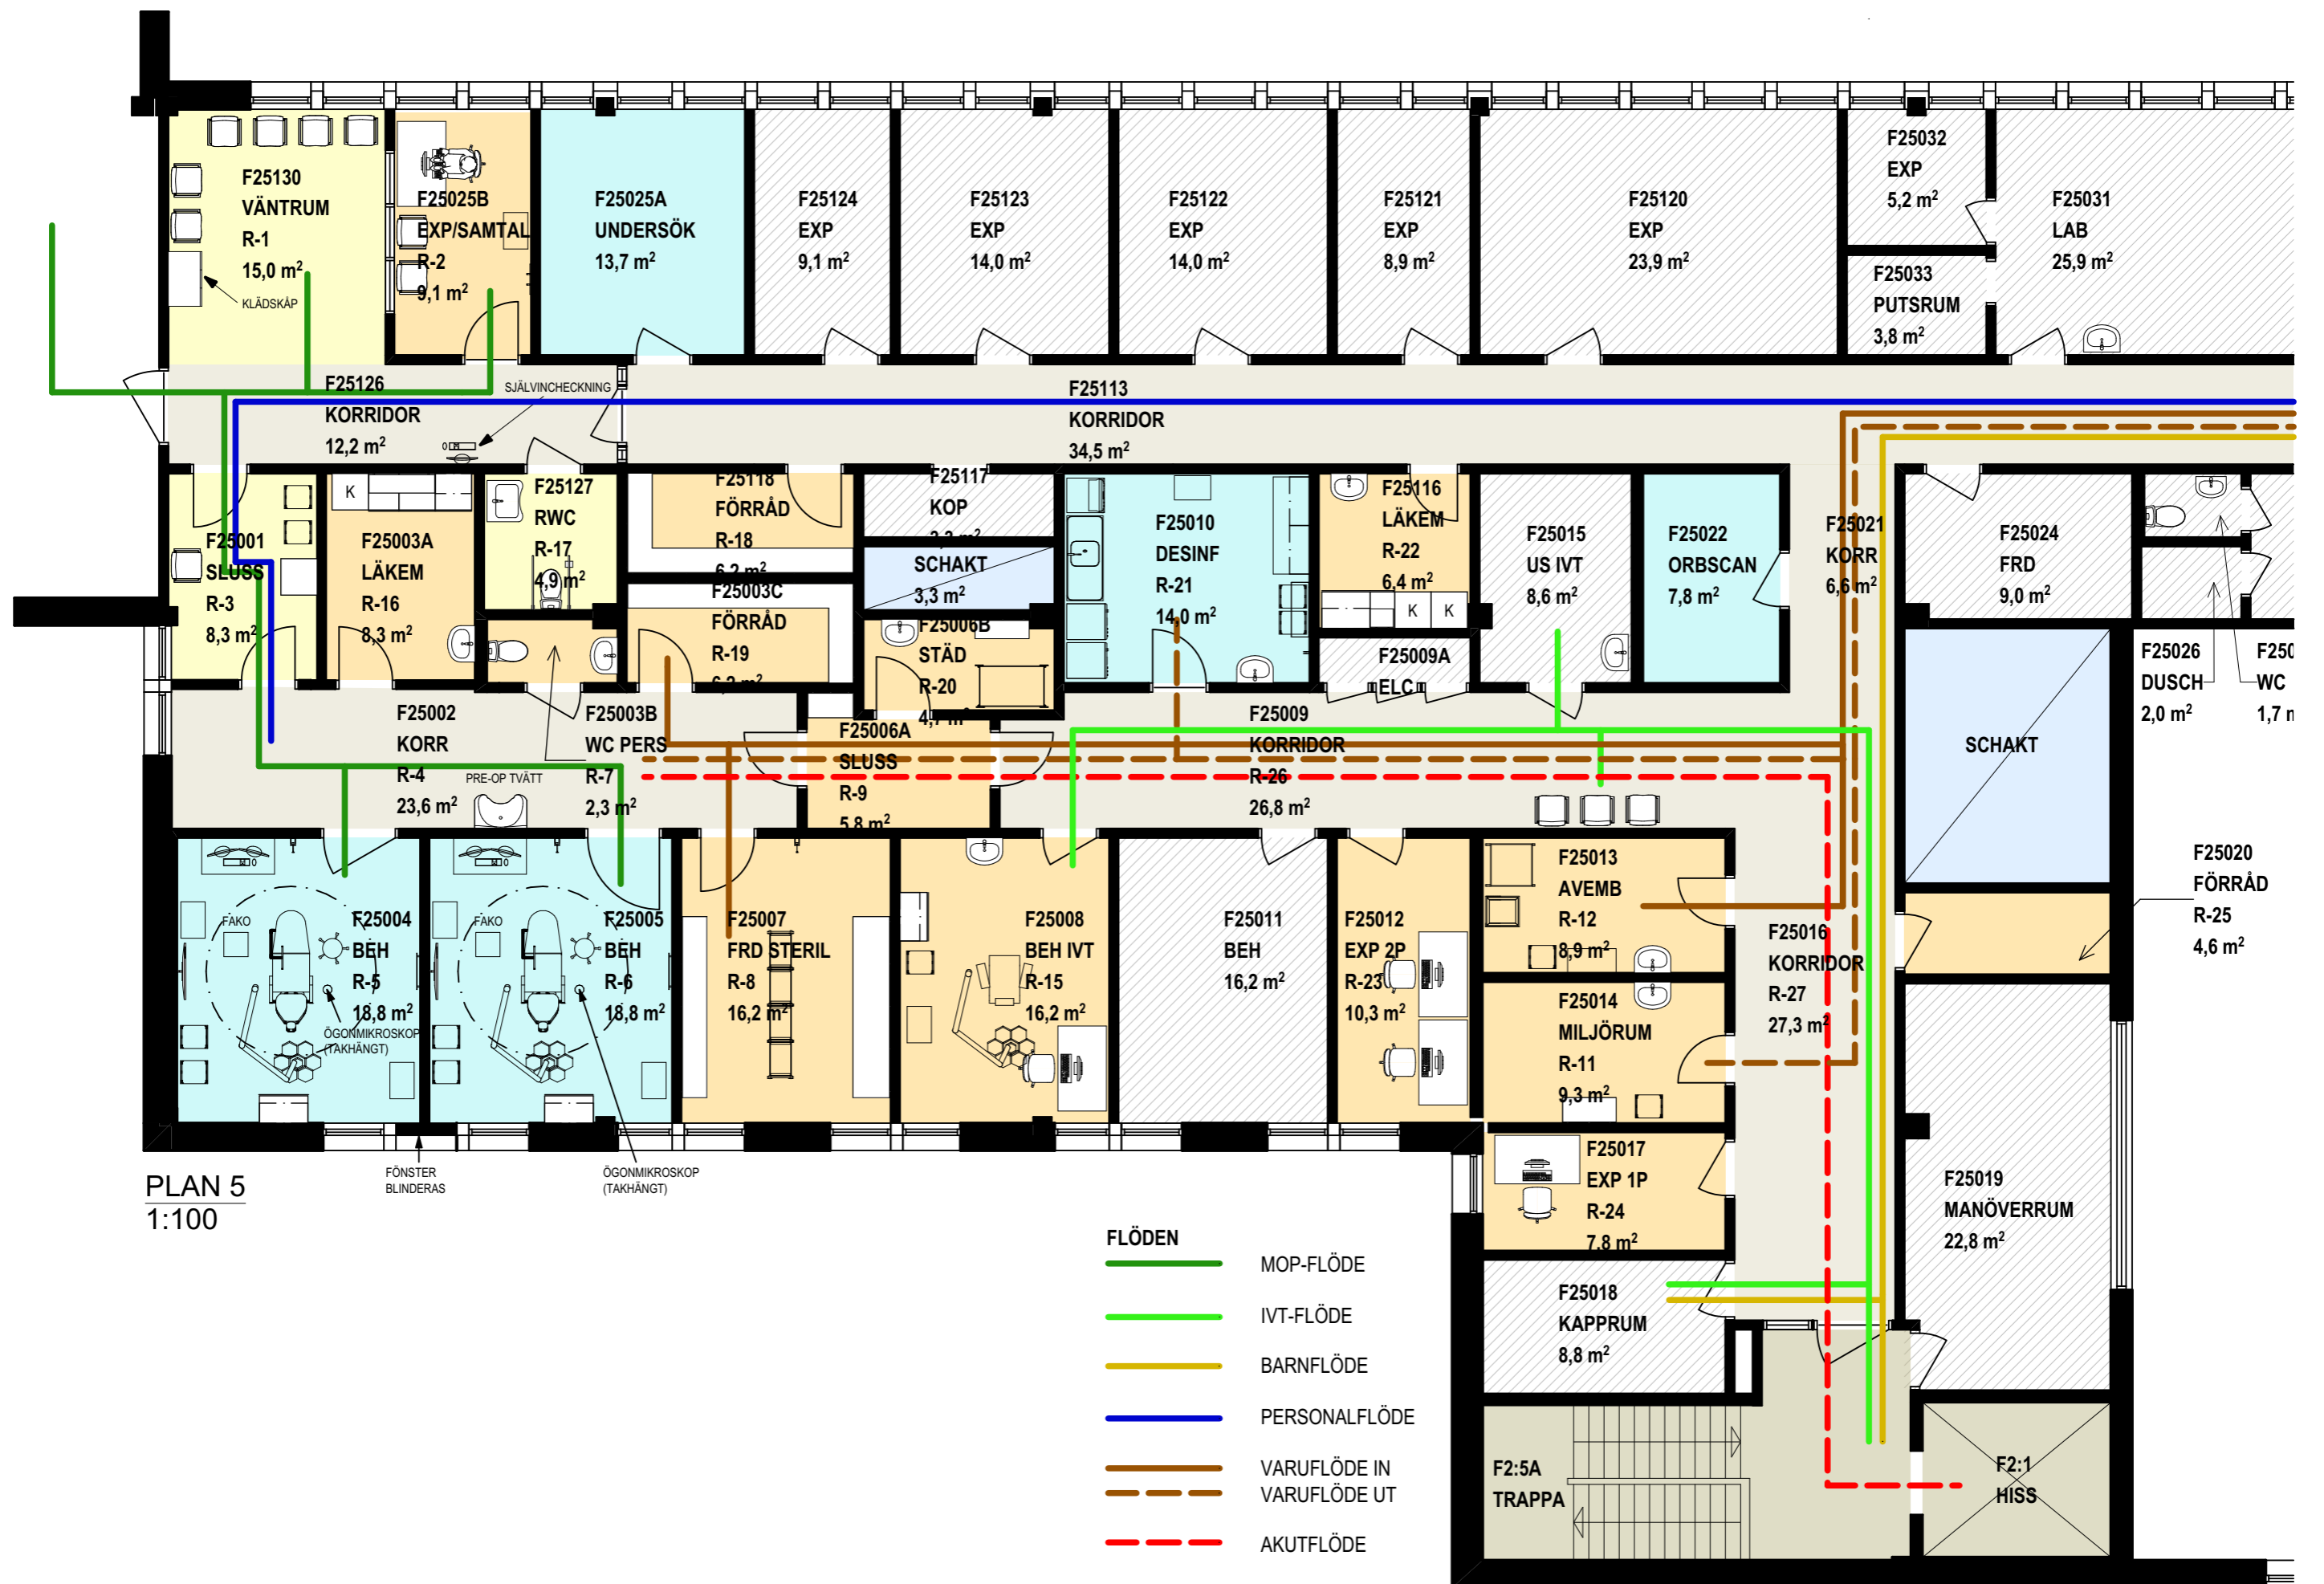 F25130
VÄNTRUM
R-1
15,0 m²
KLÄDSKÅP
F25025B
EXP/SAMTAL
R-2
9,1 m²
F25025A
UNDERSÖK
13,7 m²
F25124
EXP
9,1 m²
F25123
EXP
14,0 m²
F25122
EXP
14,0 m²
F25121
EXP
8,9 m²
F25120
EXP
23,9 m²
F25032
EXP
5,2 m²
F25033
PUTSRUM
3,8 m²
F25031
LAB
25,9 m²
F25126
KORRIDOR
12,2 m²
SJÄLVINCHECKNING
F25113
KORRIDOR
34,5 m²
F25001
SLUSS
R-3
8,3 m²
K
F25003A
LÄKEM
R-16
8,3 m²
F25127
RWC
R-17
4,9 m²
F25118
FÖRRÅD
R-18
6,2 m²
F25003C
FÖRRÅD
R-19
6,2 m²
F25117
KOP
SCHAKT
3,3 m²
F25006B
STÄD
R-20
4,7 m²
F25010
DESINF
R-21
14,0 m²
F25116
LÄKEM
R-22
6,4 m²
K K
F25009A
ELC
F25015
US IVT
8,6 m²
F25022
ORBSCAN
7,8 m²
F25021
KORR
6,6 m²
F25024
FRD
9,0 m²
SCHAKT
F25026
DUSCH
2,0 m²
WC
F25002
KORR
R-4
23,6 m²
PRE-OP TVÄTT
F25003B
WC PERS
R-7
2,3 m²
F25006A
SLUSS
R-9
5,8 m²
F25009
KORRIDOR
R-26
26,8 m²
F25020
FÖRRÅD
R-25
4,6 m²
FAKO
F25004
BEH
R-5
18,8 m²
ÖGONMIKROSKOP
(TAKHÄNGT)
FAKO
F25005
BEH
R-6
18,8 m²
F25007
FRD STERIL
R-8
16,2 m²
F25008
BEH IVT
R-15
16,2 m²
F25011
BEH
16,2 m²
F25012
EXP 2P
R-23
10,3 m²
F25013
AVEMB
R-12
8,9 m²
F25014
MILJÖRUM
R-11
9,3 m²
F25016
KORRIDOR
R-27
27,3 m²
F25017
EXP 1P
R-24
7,8 m²
F25018
KAPPRUM
8,8 m²
F25019
MANÖVERRUM
22,8 m²
F2:5A
TRAPPA
F2:1
HISS
FÖNSTER
BLINDERAS
ÖGONMIKROSKOP
(TAKHÄNGT)
PLAN 5
1:100
FLÖDEN
MOP-FLÖDE
IVT-FLÖDE
BARNFLÖDE
PERSONALFLÖDE
VARUFLÖDE IN
VARUFLÖDE UT
AKUTFLÖDE